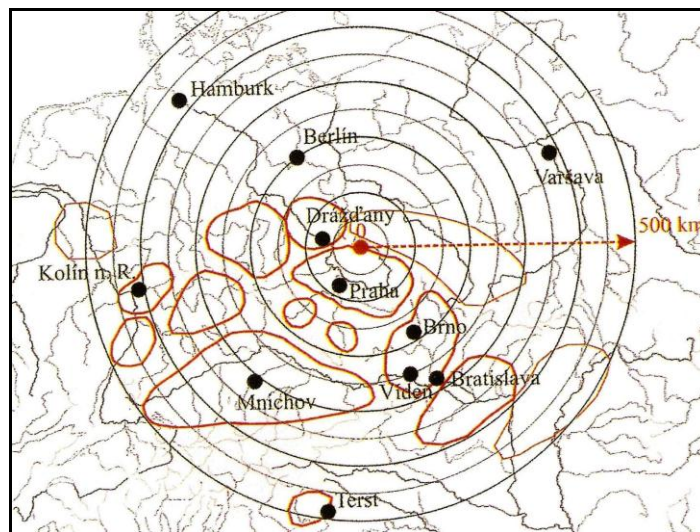 Hamburk
Berlín
Varšava
Drážďany
0
500 km
Kolín n. R.
Praha
Brno
Vídeň
Bratislava
Mnichov
Terst